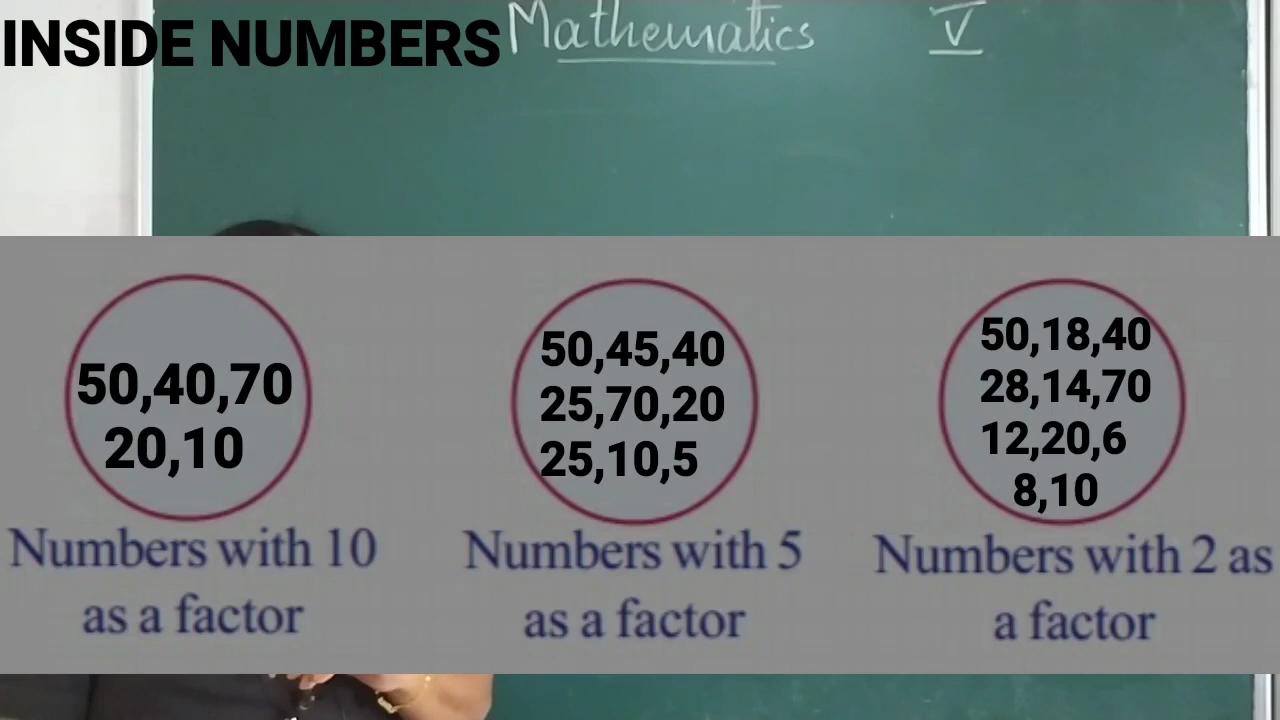 INSIDE NUMBERS
Mathematics V
50,40,70
20,10
Numbers with 10
as a factor
50,45,40
25,70,20
25,10,5
Numbers with 5
as a factor
50,18,40
28,14,70
12,20,6
8,10
Numbers with 2 as
a factor